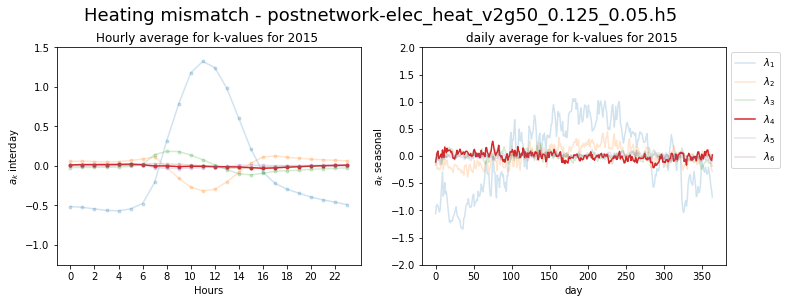 Heating mismatch - postnetwork-elec_heat_v2g50_0.125_0.05.h5
Hourly average for k-values for 2015
1.5
1.0
0.5
0.0
−0.5
−1.0
a_k interday
0 2 4 6 8 10 12 14 16 18 20 22
Hours
daily average for k-values for 2015
2.0
1.5
1.0
0.5
0.0
−0.5
−1.0
−1.5
−2.0
a_k seasonal
0 50 100 150 200 250 300 350
day
λ₁
λ₂
λ₃
λ₄
λ₅
λ₆